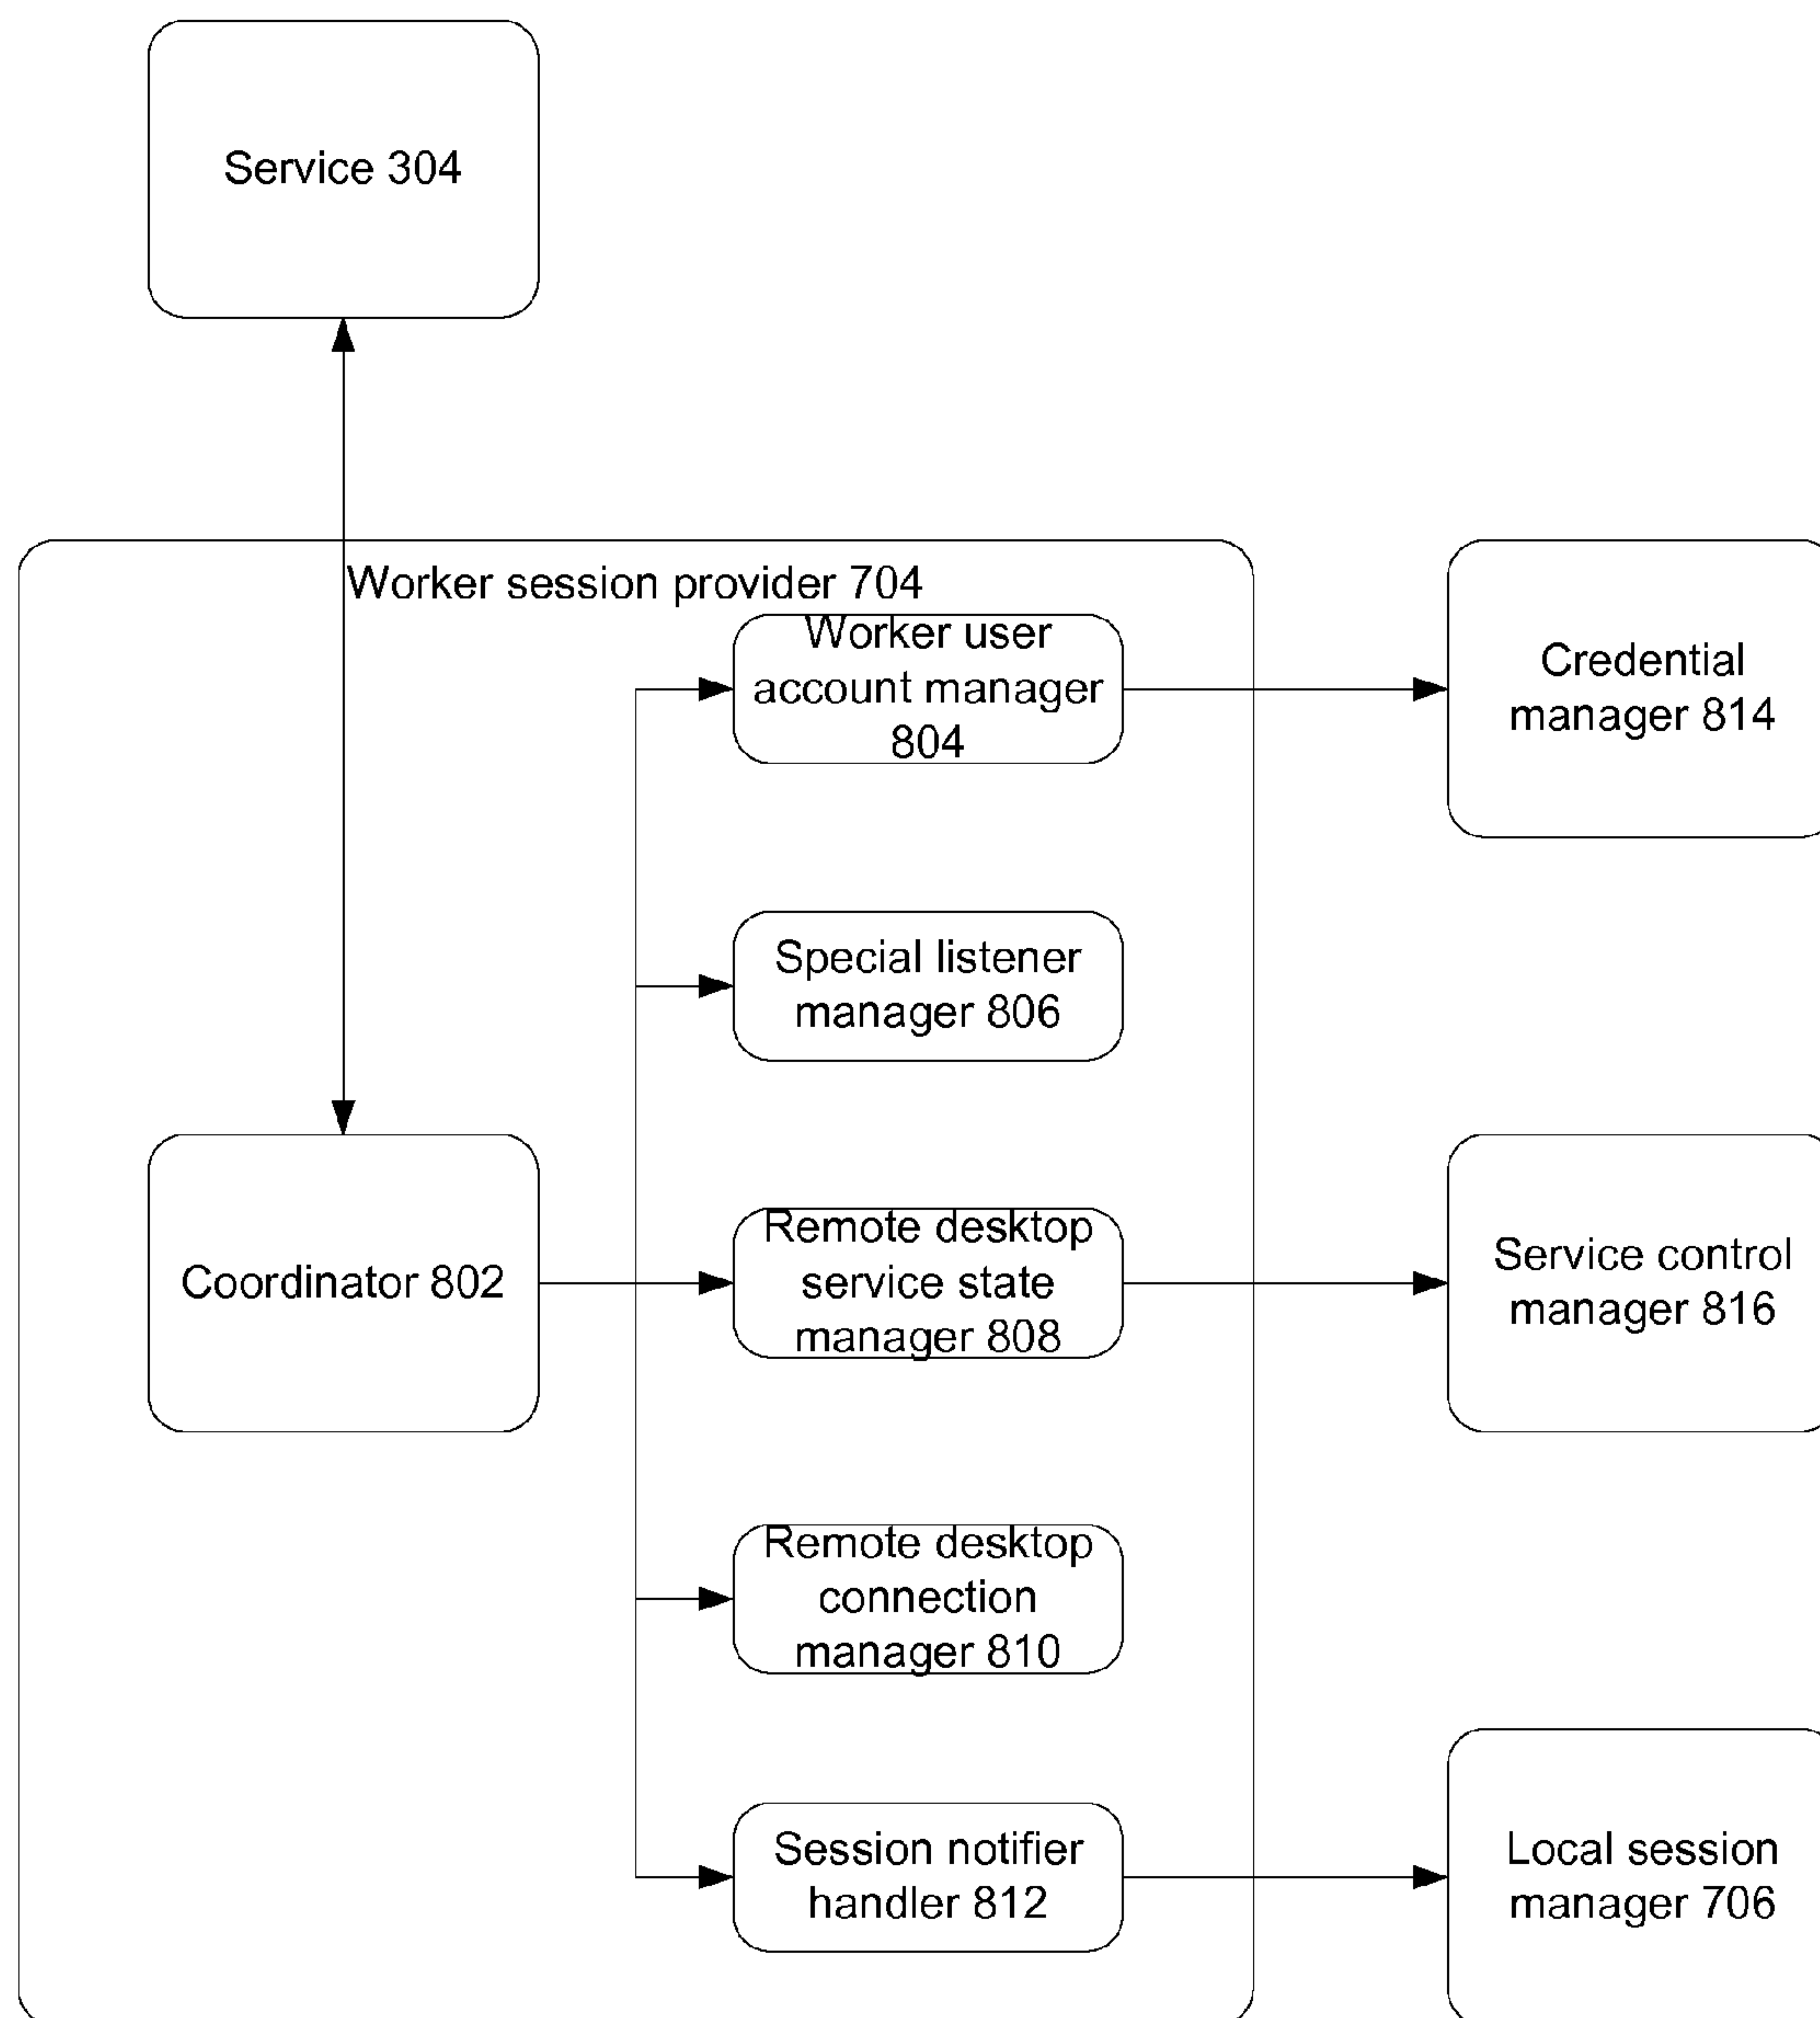 Service 304
Worker session provider 704
Worker user
account manager
804
Credential
manager 814
Special listener
manager 806
Coordinator 802
Remote desktop
service state
manager 808
Service control
manager 816
Remote desktop
connection
manager 810
Session notifier
handler 812
Local session
manager 706